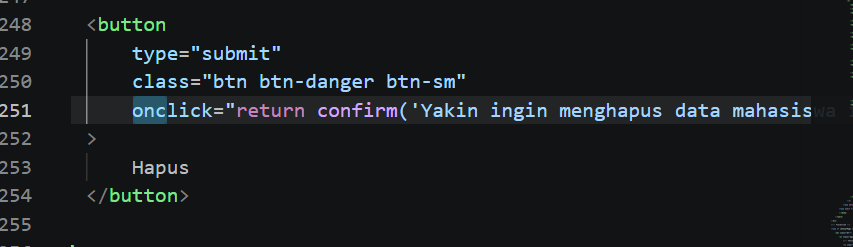 248 <button
249 type="submit"
250 class="btn btn-danger btn-sm"
251 onclick="return confirm('Yakin ingin menghapus data mahasiswa
252 >
253 Hapus
254 </button>
255